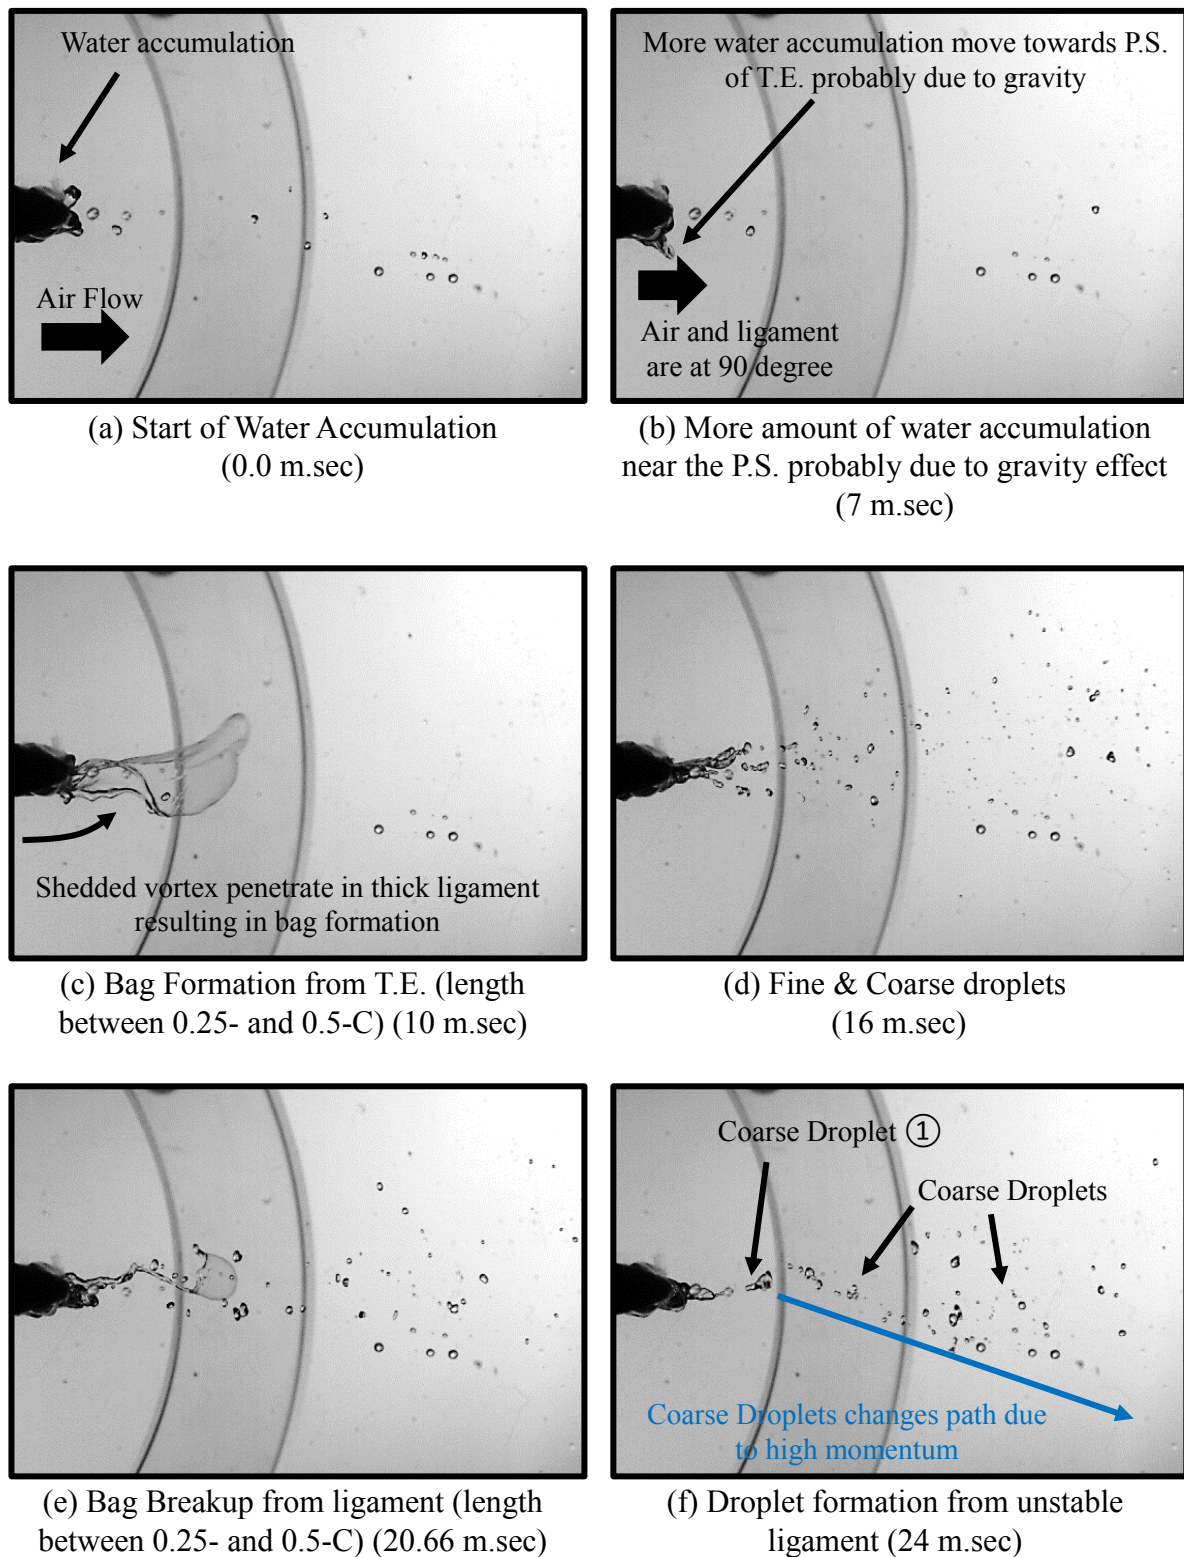 Water accumulation
Air Flow
(a) Start of Water Accumulation
(0.0 m.sec)
More water accumulation move towards P.S.
of T.E. probably due to gravity
Air and ligament
are at 90 degree
(b) More amount of water accumulation
near the P.S. probably due to gravity effect
(7 m.sec)
Shedded vortex penetrate in thick ligament
resulting in bag formation
(c) Bag Formation from T.E. (length
between 0.25- and 0.5-C) (10 m.sec)
(d) Fine & Coarse droplets
(16 m.sec)
(e) Bag Breakup from ligament (length
between 0.25- and 0.5-C) (20.66 m.sec)
Coarse Droplet ①
Coarse Droplets
Coarse Droplets changes path due
to high momentum
(f) Droplet formation from unstable
ligament (24 m.sec)